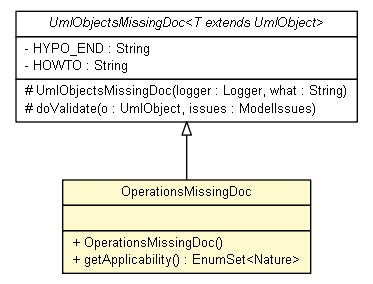 UmlObjectsMissingDoc<T extends UmlObject>
- HYPO_END : String
- HOWTO : String
# UmlObjectsMissingDoc(logger : Logger, what : String)
# doValidate(o : UmlObject, issues : ModelIssues)
OperationsMissingDoc
+ OperationsMissingDoc()
+ getApplicability() : EnumSet<Nature>